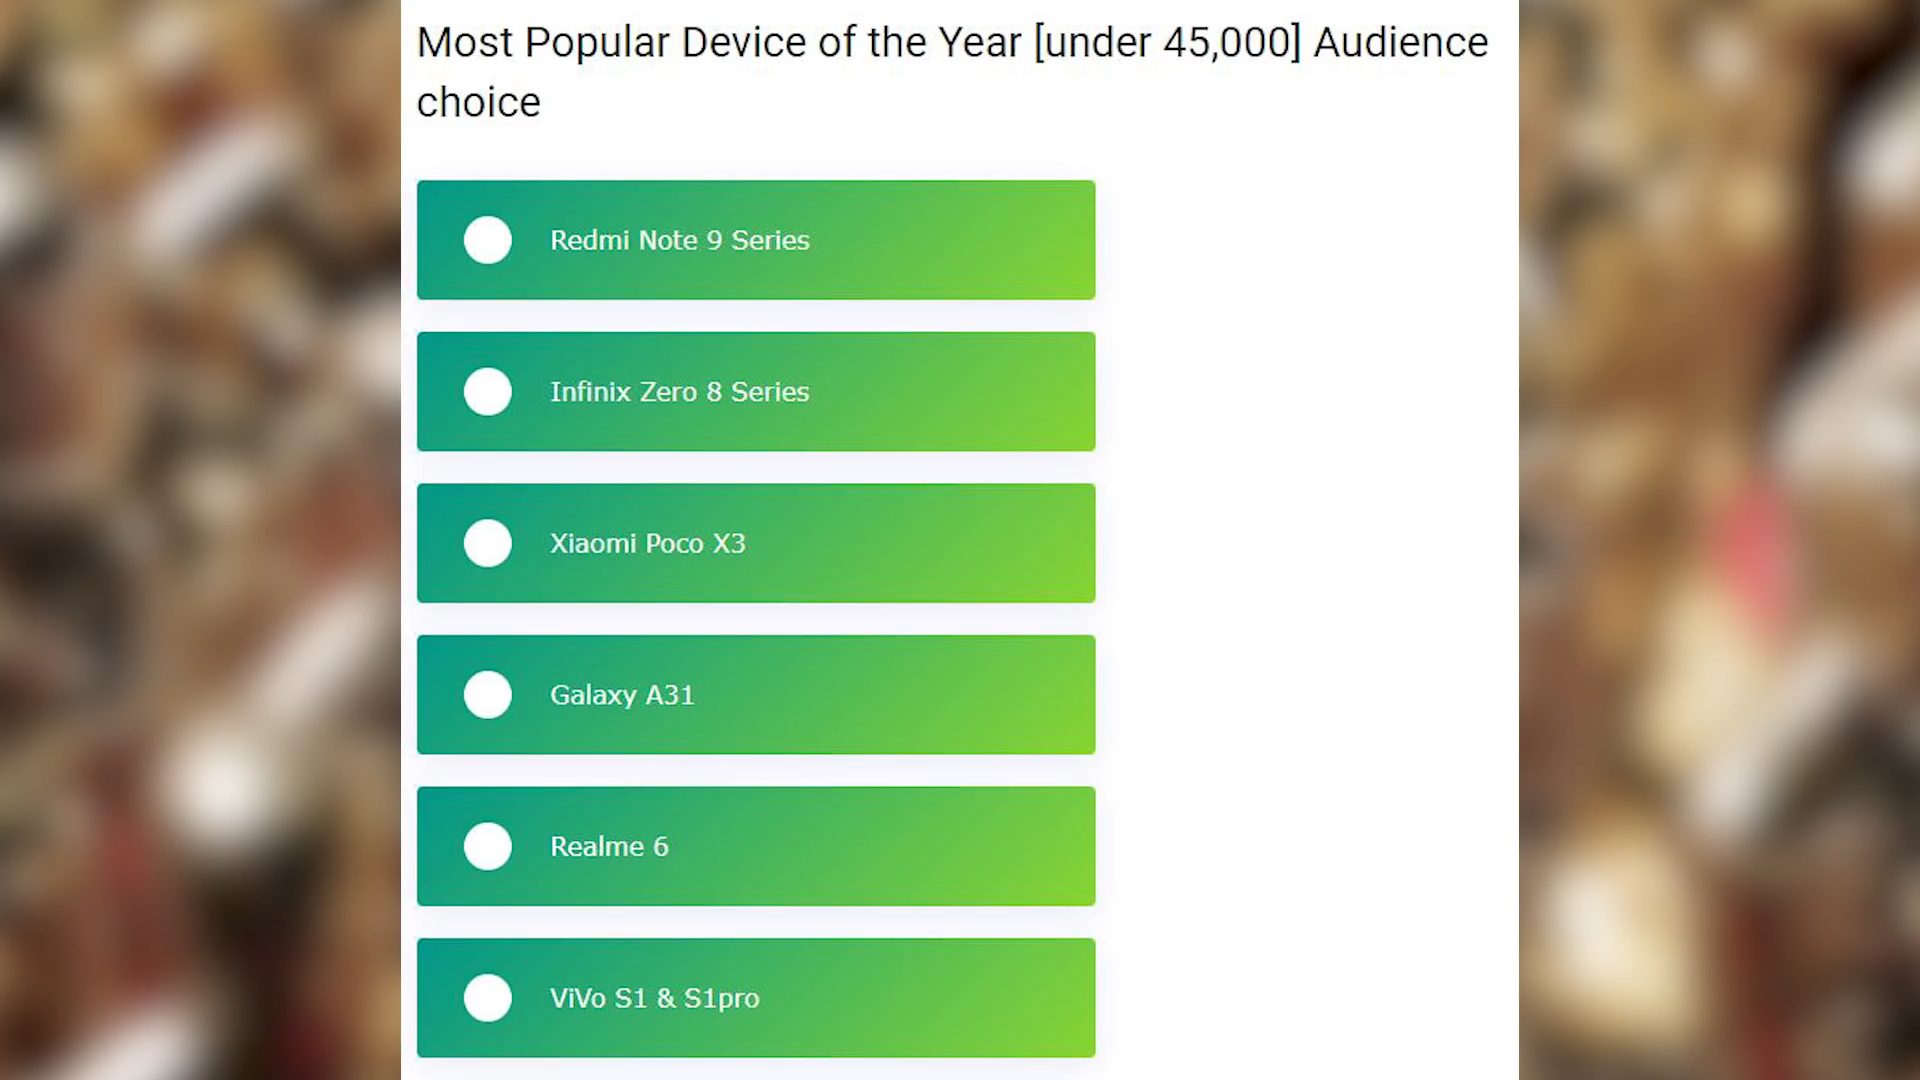 Most Popular Device of the Year [under 45,000] Audience
choice
Redmi Note 9 Series
Infinix Zero 8 Series
Xiaomi Poco X3
Galaxy A31
Realme 6
ViVo S1 & S1pro